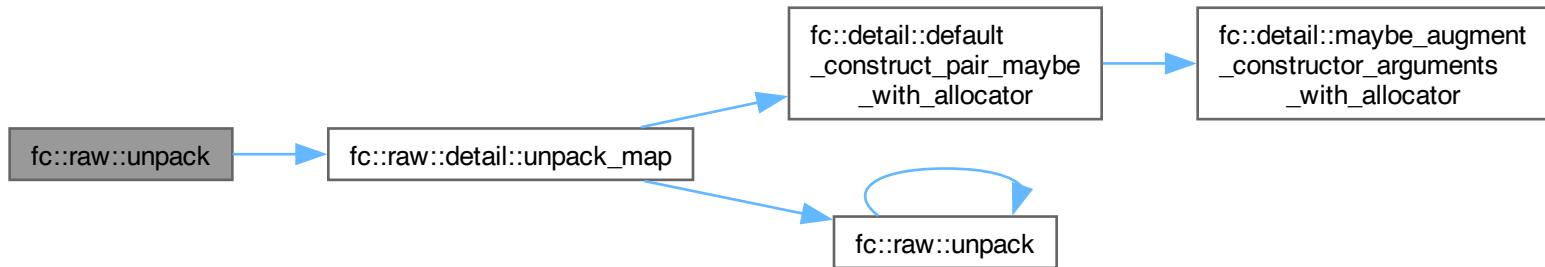 fc::raw::unpack
fc::raw::detail::unpack_map
fc::detail::default
_construct_pair_maybe
_with_allocator
fc::detail::maybe_augment
_constructor_arguments
_with_allocator
fc::raw::unpack